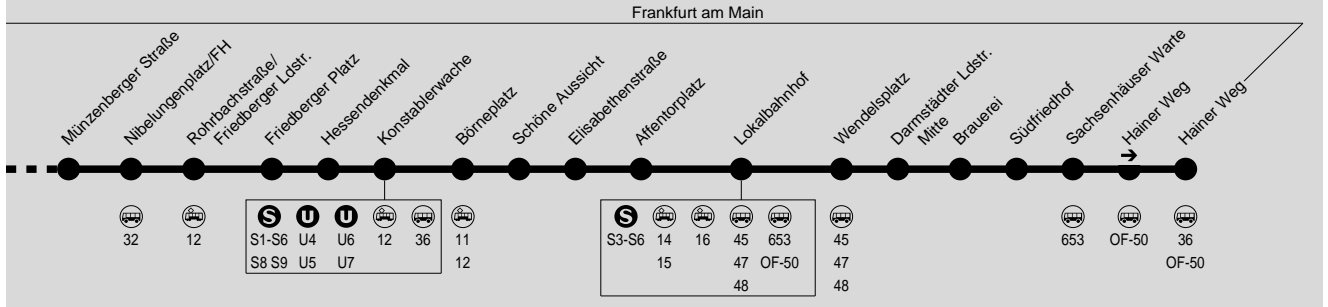 Frankfurt am Main
Münzenberger Straße
Nibelungenplatz/FH
Rohrbachstraße/
Friedberger Ldstr.
Friedberger Platz
Hessendenkmal
Konstablerwache
Börneplatz
Schöne Aussicht
Elisabethenstraße
Affentorplatz
Lokalbahnhof
Wendelsplatz
Darmstädter Ldstr.
Mitte
Brauerei
Südfriedhof
Sachsenhäuser Warte
Hainer Weg
Hainer Weg
32
12
S U U
S1-S6 U4 U6 12 36
S8 S9 U5 U7
11
12
S
S3-S6 14 16 45 653
15 47 OF-50
48
45
47
48
653
OF-50
36
OF-50